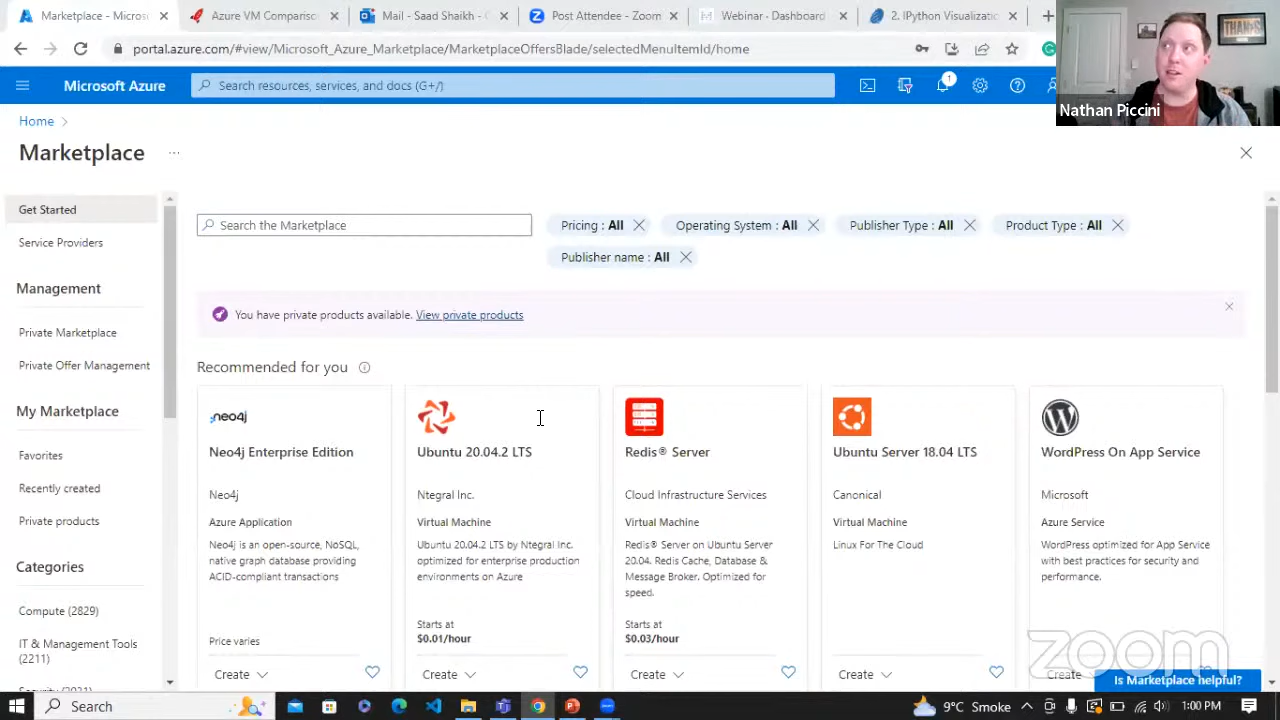 Marketplace - Micros
Azure VM Comparisc
Mail - Saad Shaikh - C
Post Attendee - Zoom
Webinar - Dashboard
2. IPython Visualizatio
portal.azure.com/#view/Microsoft_Azure_Marketplace/MarketplaceOffersBlade/selectedMenuItemId/home
Microsoft Azure
Search resources, services, and docs (G+/)
1
Nathan Piccini
Home >
Marketplace ...
Get Started
Service Providers
Management
Private Marketplace
Private Offer Management
My Marketplace
Favorites
Recently created
Private products
Categories
Compute (2829)
IT & Management Tools
(2211)
Search the Marketplace
Pricing : All
Operating System : All
Publisher Type : All
Product Type : All
Publisher name : All
You have private products available. View private products
Recommended for you
neo4j
Neo4j Enterprise Edition
Neo4j
Azure Application
Neo4j is an open-source, NoSQL,
native graph database providing
ACID-compliant transactions
Price varies
Create
Ubuntu 20.04.2 LTS
Ntegral Inc.
Virtual Machine
Ubuntu 20.04.2 LTS by Ntegral Inc.
optimized for enterprise production
environments on Azure
Starts at
$0.01/hour
Create
Redis® Server
Cloud Infrastructure Services
Virtual Machine
Redis® Server on Ubuntu Server
20.04. Redis Cache, Database &
Message Broker. Optimized for
speed.
Starts at
$0.03/hour
Create
Ubuntu Server 18.04 LTS
Canonical
Virtual Machine
Linux For The Cloud
Create
WordPress On App Service
Microsoft
Azure Service
WordPress optimized for App Service
with best practices for security and
performance.
Create
zoom
Is Marketplace helpful?
Search
9°C Smoke
1:00 PM